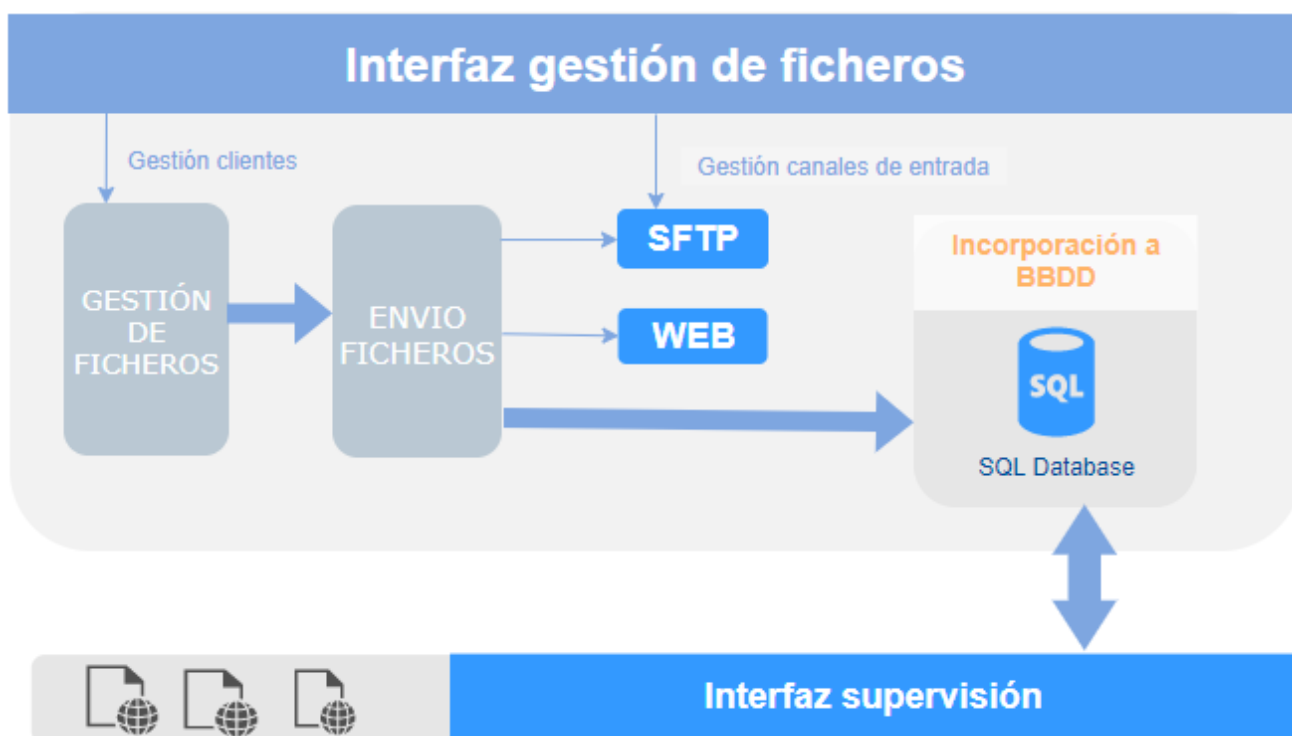 Interfaz gestión de ficheros
Gestión clientes
Gestión canales de entrada
GESTIÓN
DE
FICHEROS
ENVIO
FICHEROS
SFTP
WEB
Incorporación a
BBDD
SQL
SQL Database
Interfaz supervisión